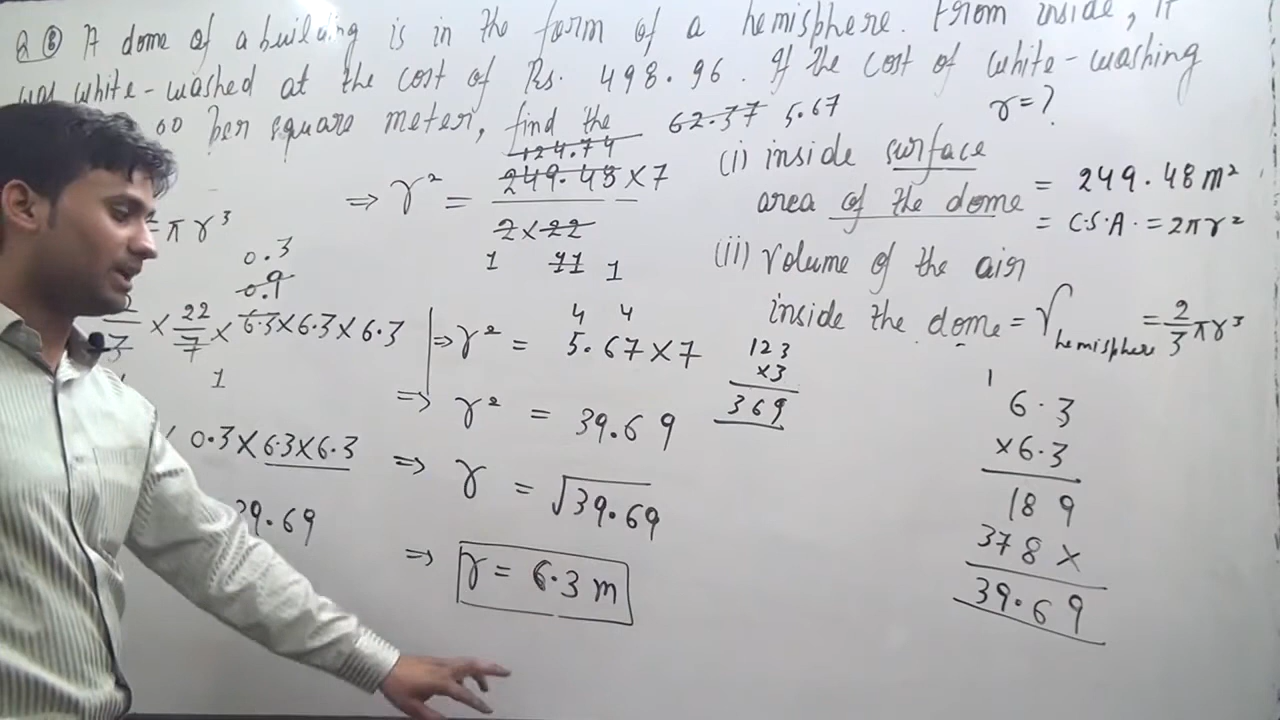 Q ⑧ A dome of a building is in the form of a hemisphere. From inside, it
was white-washed at the cost of Rs. 498.96. If the cost of white-washing
60 per square meter, find the
62.37 5.67
r = ?
124.74
⇒ r² = 249.48 × 7
2 × 22
1 11 1
πr³
0.3
0.9
× 22/7 × 6.3 × 6.3 × 6.3
1
0.3 × 6.3 × 6.3
39.69
4 4
⇒ r² = 5.67 × 7
⇒ r² = 39.69
⇒ r = √39.69
⇒ r = 6.3 m
(i) inside surface
area of the dome = 249.48 m²
= C.S.A. = 2πr²
(ii) volume of the air
inside the dome = V hemisphere = 2/3 πr³
123
×3
369
1
6.3
×6.3
189
378×
39.69